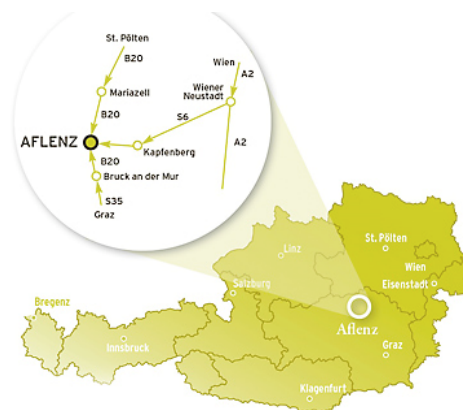 St. Pölten
B20
Wien
A2
Mariazell
Wiener
Neustadt
B20
S6
AFLENZ
A2
Kapfenberg
B20
Bruck an der Mur
S35
Graz
St. Pölten
Linz
Wien
Eisenstadt
Salzburg
Bregenz
Aflenz
Innsbruck
Graz
Klagenfurt